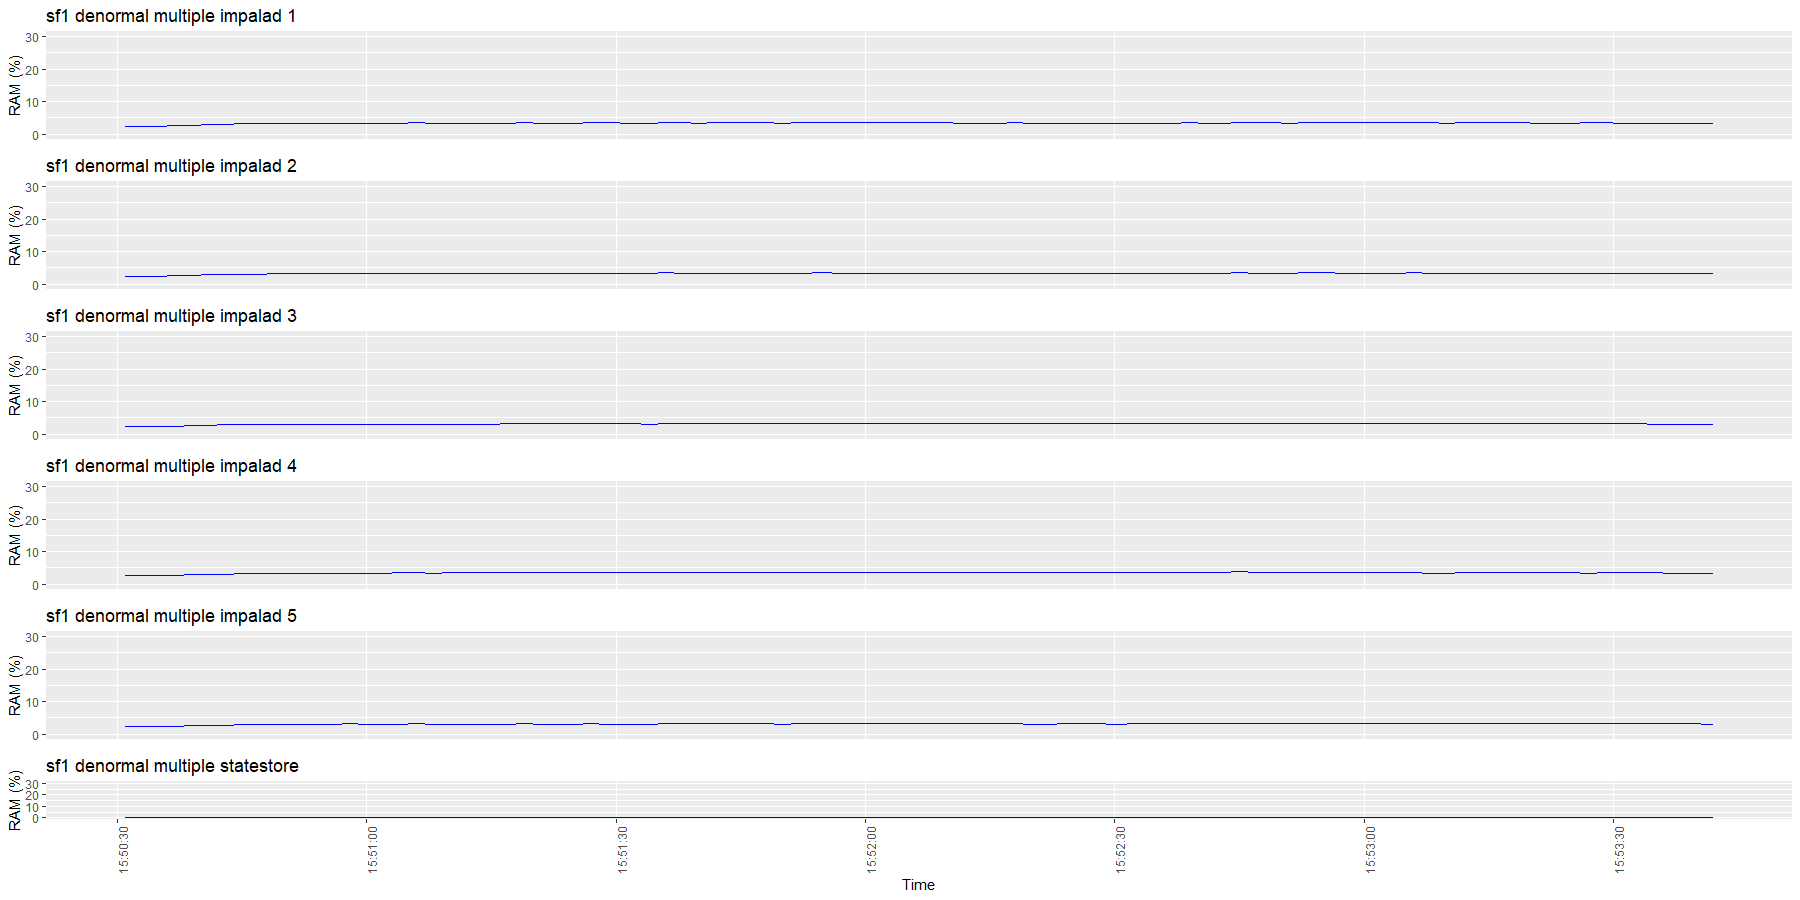 sf1 denormal multiple impalad 1
RAM (%)
30
20
10
0
sf1 denormal multiple impalad 2
RAM (%)
30
20
10
0
sf1 denormal multiple impalad 3
RAM (%)
30
20
10
0
sf1 denormal multiple impalad 4
RAM (%)
30
20
10
0
sf1 denormal multiple impalad 5
RAM (%)
30
20
10
0
sf1 denormal multiple statestore
RAM (%)
30
20
10
0
15:50:30
15:51:00
15:51:30
15:52:00
15:52:30
15:53:00
15:53:30
Time